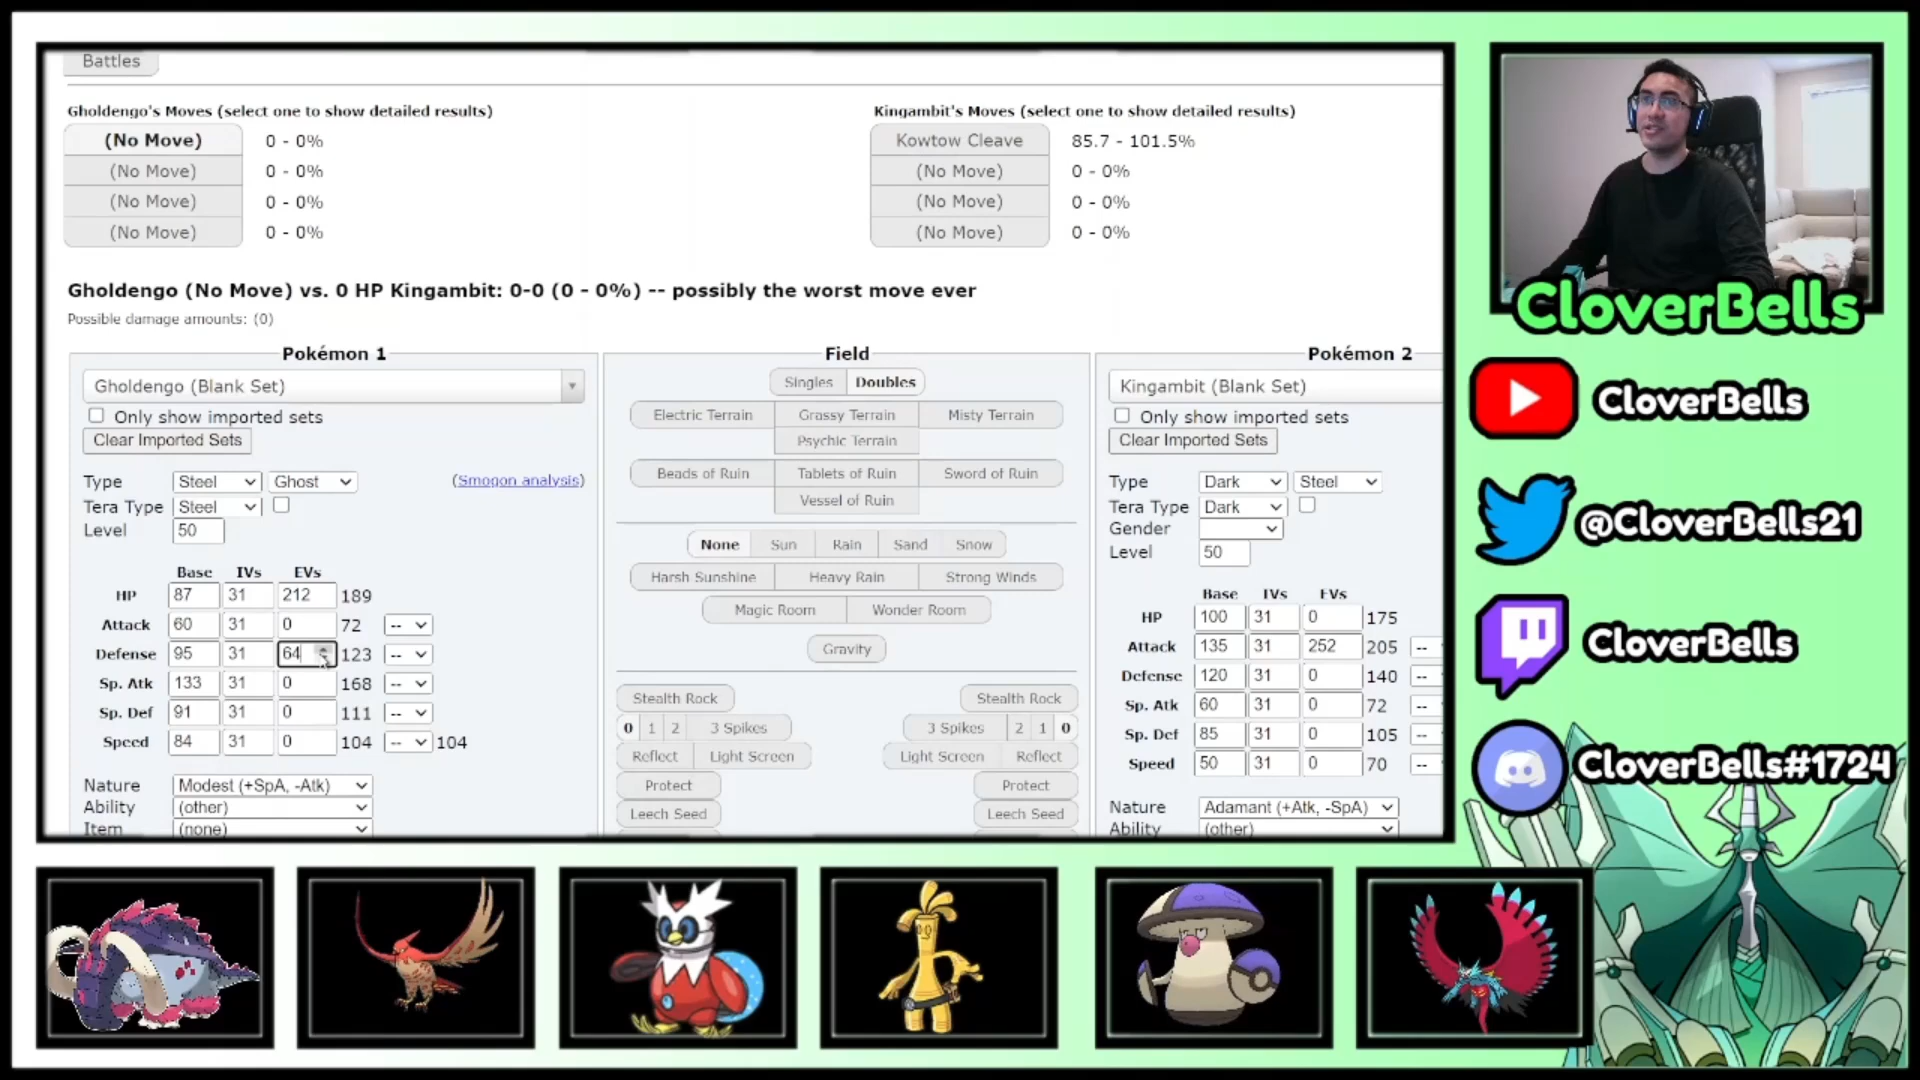 Battles
Gholdengo's Moves (select one to show detailed results)
Kingambit's Moves (select one to show detailed results)
(No Move) 0 - 0%
Kowtow Cleave 85.7 - 101.5%
(No Move) 0 - 0%
(No Move) 0 - 0%
(No Move) 0 - 0%
(No Move) 0 - 0%
(No Move) 0 - 0%
(No Move) 0 - 0%
Gholdengo (No Move) vs. 0 HP Kingambit: 0-0 (0 - 0%) -- possibly the worst move ever
Possible damage amounts: (0)
Pokémon 1
Gholdengo (Blank Set)
Only show imported sets
Clear Imported Sets
Type Steel Ghost (Smogon analysis)
Tera Type Steel
Level 50
Base IVs EVs
HP 87 31 212 189
Attack 60 31 0 72 --
Defense 95 31 64 123 --
Sp. Atk 133 31 0 168 --
Sp. Def 91 31 0 111 --
Speed 84 31 0 104 -- 104
Nature Modest (+SpA, -Atk)
Ability (other)
Item (none)
Field
Singles Doubles
Electric Terrain Grassy Terrain Misty Terrain
Psychic Terrain
Beads of Ruin Tablets of Ruin Sword of Ruin
Vessel of Ruin
None Sun Rain Sand Snow
Harsh Sunshine Heavy Rain Strong Winds
Magic Room Wonder Room
Gravity
Stealth Rock Stealth Rock
0 1 2 3 Spikes 3 Spikes 2 1 0
Reflect Light Screen Light Screen Reflect
Protect Protect
Leech Seed Leech Seed
Pokémon 2
Kingambit (Blank Set)
Only show imported sets
Clear Imported Sets
Type Dark Steel
Tera Type Dark
Gender
Level 50
Base IVs EVs
HP 100 31 0 175
Attack 135 31 252 205 --
Defense 120 31 0 140 --
Sp. Atk 60 31 0 72 --
Sp. Def 85 31 0 105 --
Speed 50 31 0 70 --
Nature Adamant (+Atk, -SpA)
Ability (other)
CloverBells
CloverBells
@CloverBells21
CloverBells
CloverBells#1724